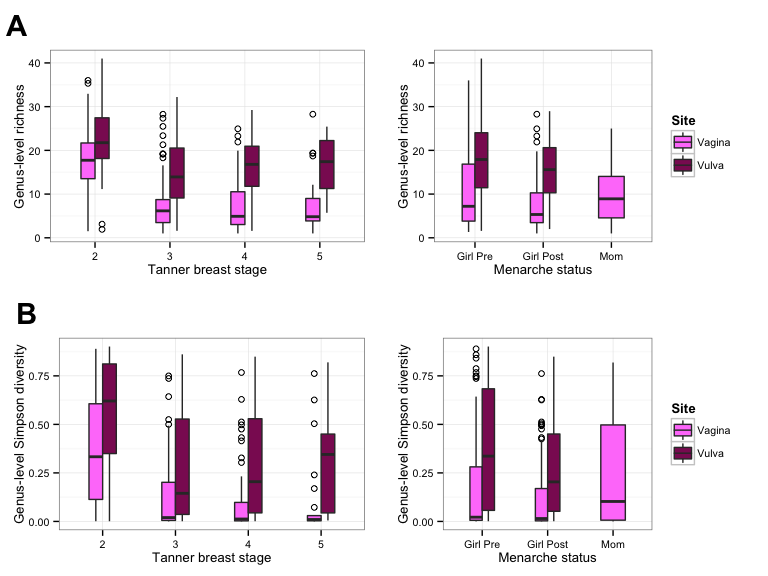 A
Genus-level richness
40
30
20
10
0
2
3
4
5
Tanner breast stage
Genus-level richness
40
30
20
10
0
Girl Pre
Girl Post
Mom
Menarche status
Site
Vagina
Vulva
B
Genus-level Simpson diversity
0.75
0.50
0.25
0.00
2
3
4
5
Tanner breast stage
Genus-level Simpson diversity
0.75
0.50
0.25
0.00
Girl Pre
Girl Post
Mom
Menarche status
Site
Vagina
Vulva